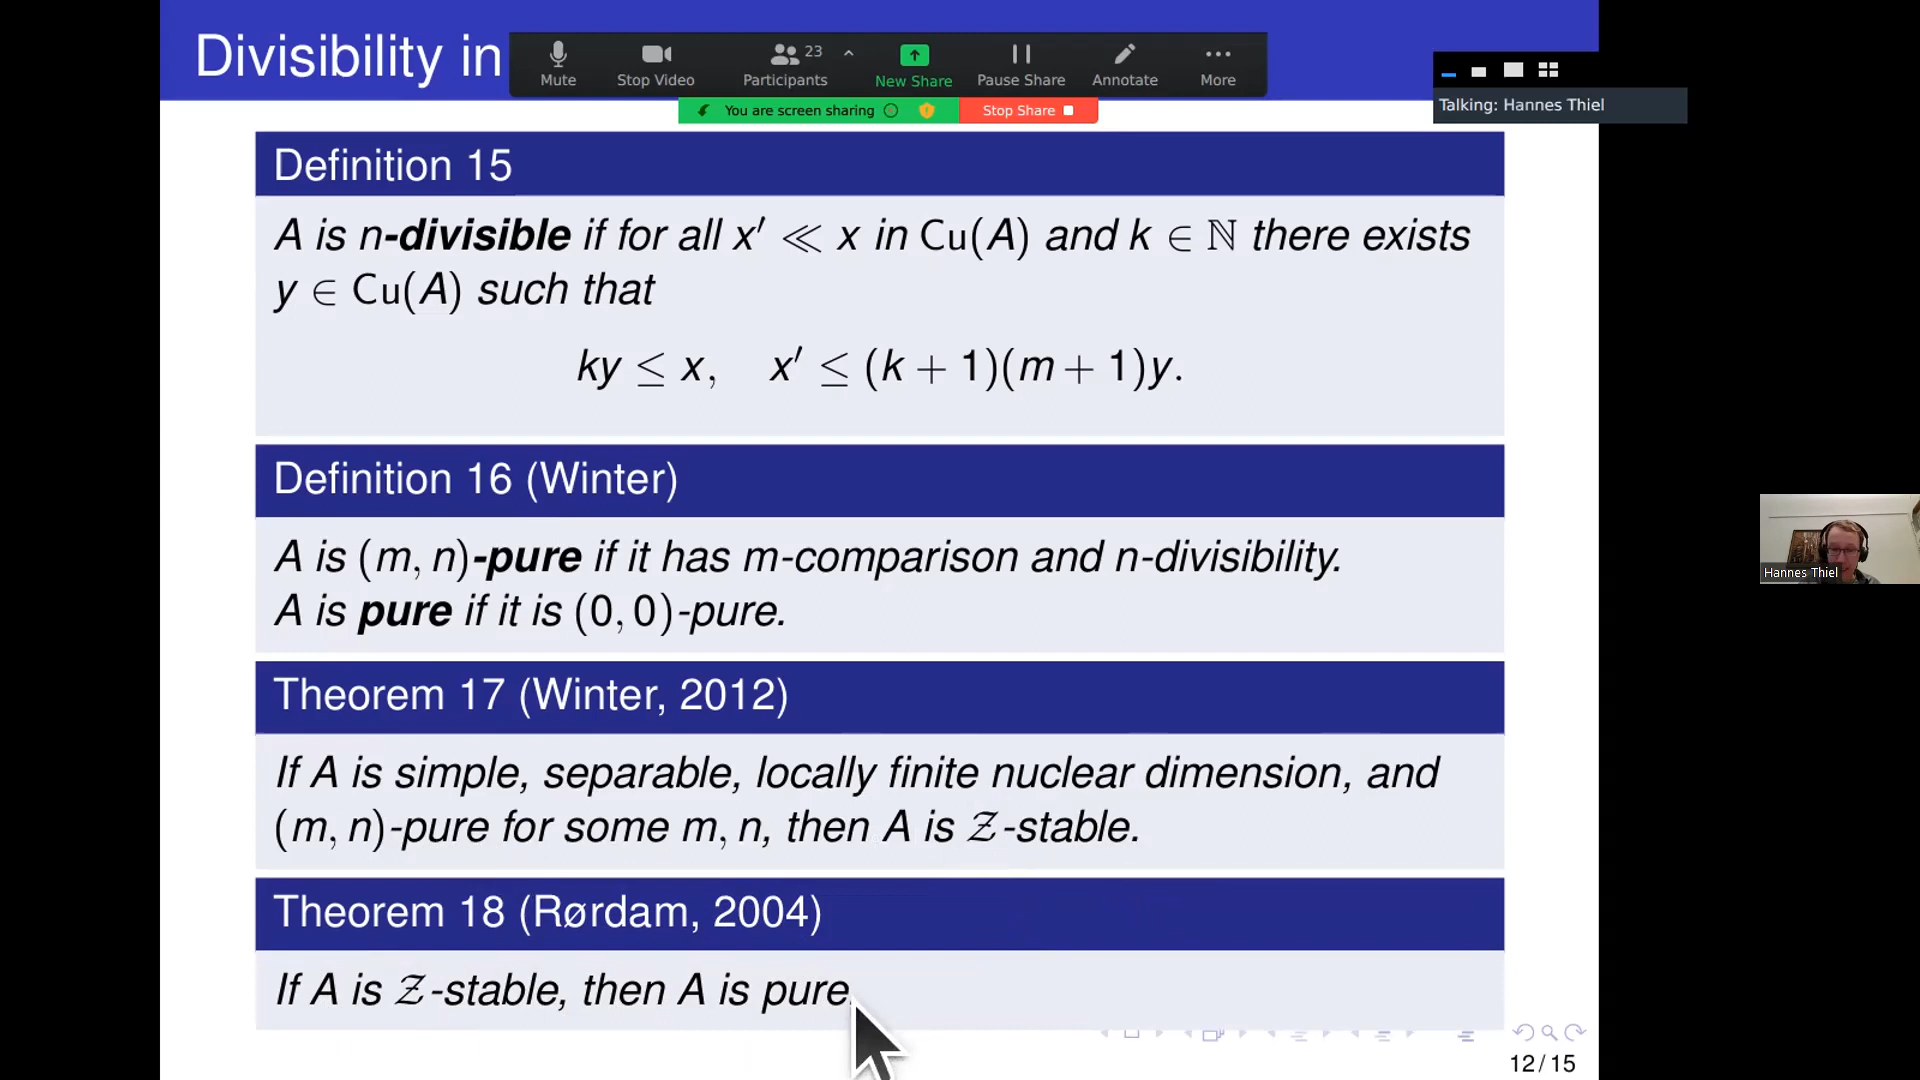 Divisibility in
Mute
Stop Video
Participants
23
New Share
Pause Share
Annotate
More
You are screen sharing
Stop Share
Talking: Hannes Thiel
Definition 15
A is n-divisible if for all x′ ≪ x in Cu(A) and k ∈ ℕ there exists
y ∈ Cu(A) such that
ky ≤ x, x′ ≤ (k + 1)(m + 1)y.
Definition 16 (Winter)
A is (m, n)-pure if it has m-comparison and n-divisibility.
A is pure if it is (0, 0)-pure.
Hannes Thiel
Theorem 17 (Winter, 2012)
If A is simple, separable, locally finite nuclear dimension, and
(m, n)-pure for some m, n, then A is 𝒵-stable.
Theorem 18 (Rørdam, 2004)
If A is 𝒵-stable, then A is pure.
12/15